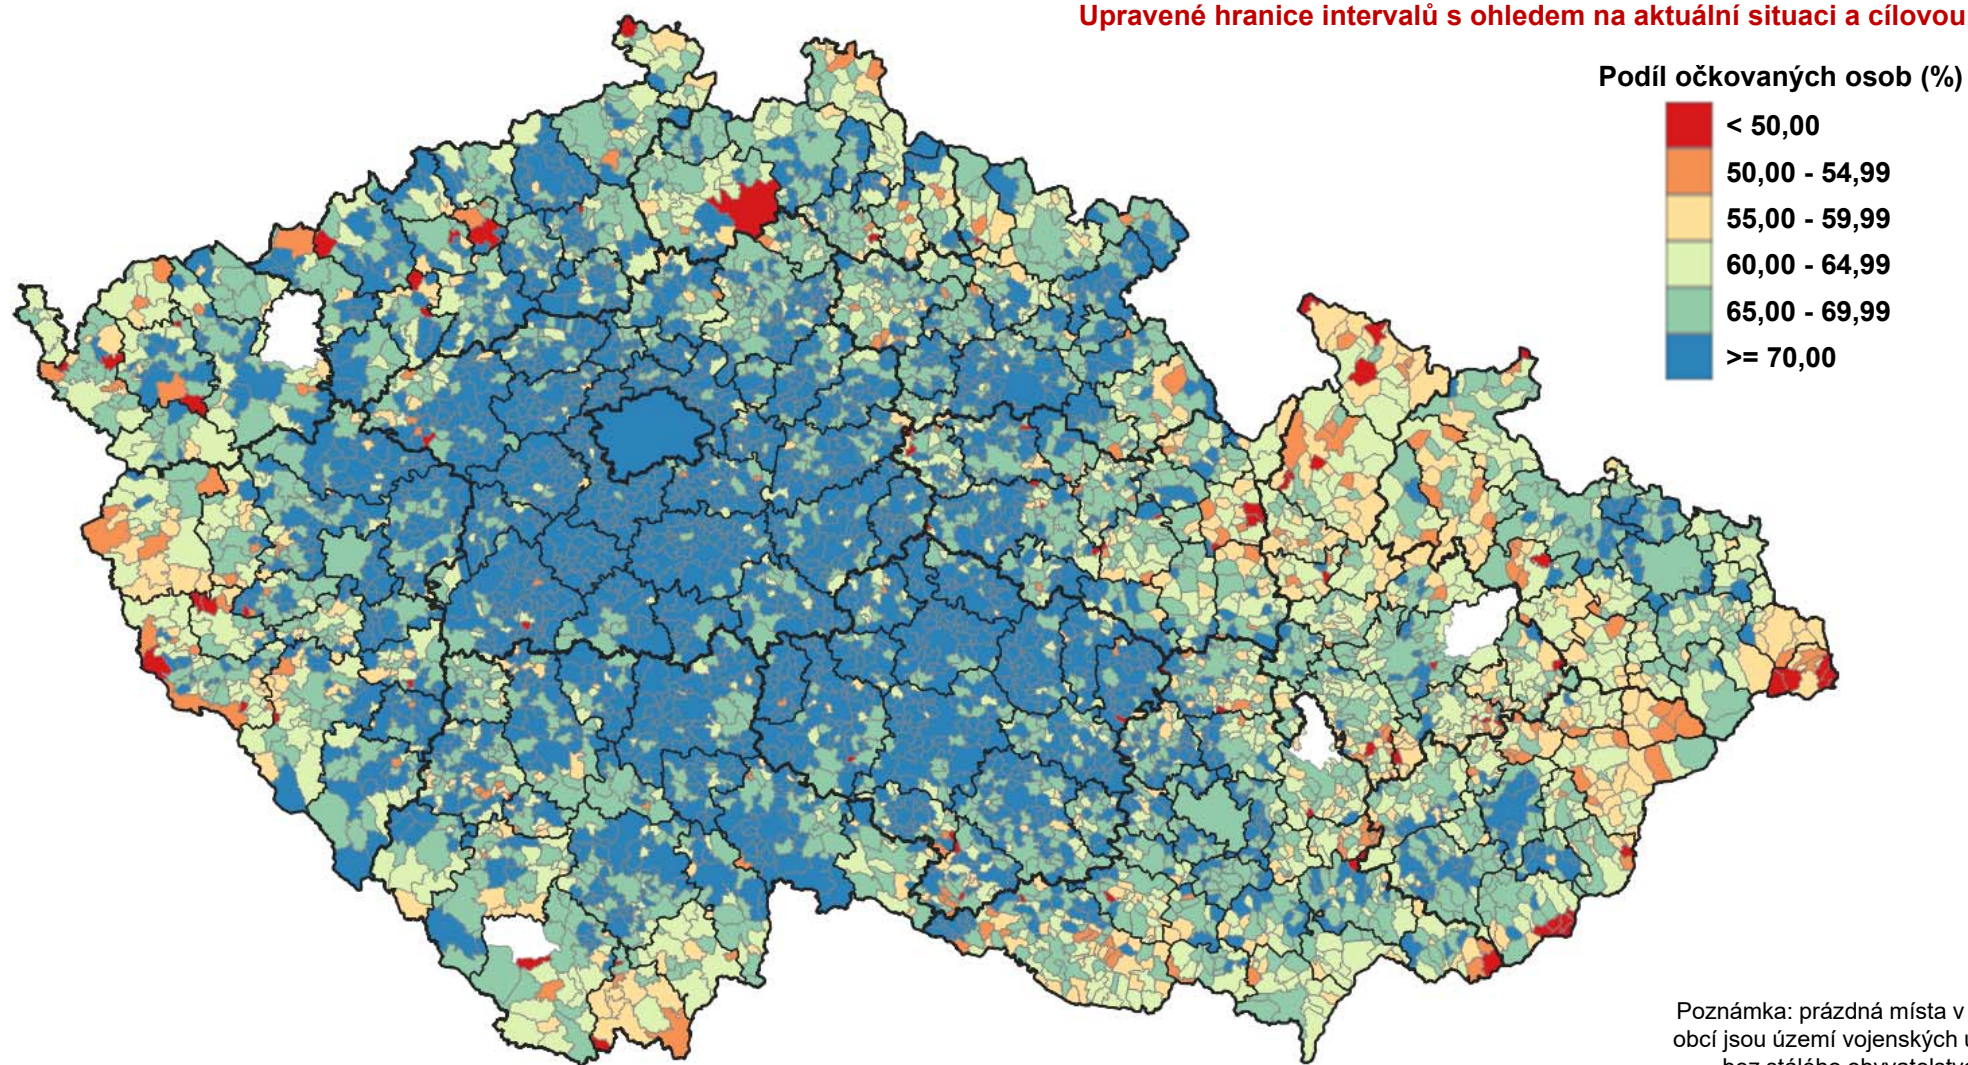 Upravené hranice intervalů s ohledem na aktuální situaci a cílovou
Podíl očkovaných osob (%)
< 50,00
50,00 - 54,99
55,00 - 59,99
60,00 - 64,99
65,00 - 69,99
>= 70,00
Poznámka: prázdná místa v
obcí jsou území vojenských
bez stálého